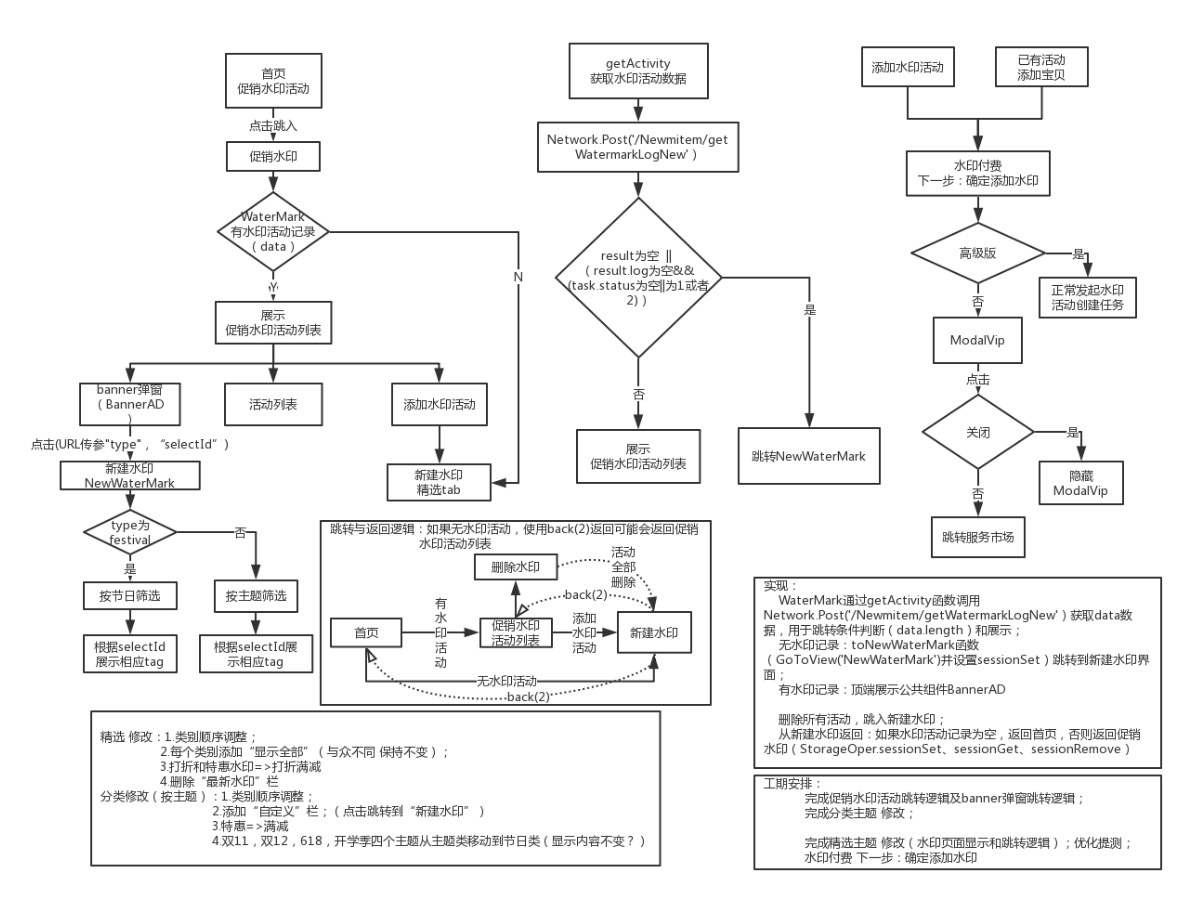 首页
促销水印活动
点击跳入
促销水印
WaterMark
有水印活动记录
（data）
Y
N
展示
促销水印活动列表
banner弹窗
（BannerAD
）
活动列表
添加水印活动
点击(URL传参"type"，“selectId”)
新建水印
NewWaterMark
新建水印
精选tab
type为
festival
是
否
按节日筛选
按主题筛选
根据selectId
展示相应tag
根据selectId展
示相应tag
getActivity
获取水印活动数据
Network.Post('/Newmitem/get
WatermarkLogNew'）
result为空 ||
（result.log为空&&
(task.status为空||为1或者
2)）
是
否
展示
促销水印活动列表
跳转NewWaterMark
添加水印活动
已有活动
添加宝贝
水印付费
下一步：确定添加水印
高级版
是
否
正常发起水印
活动创建任务
ModalVip
点击
关闭
是
否
隐藏
ModalVip
跳转服务市场
跳转与返回逻辑：如果无水印活动，使用back(2)返回可能会返回促销
水印活动列表
删除水印
活动
全部
删除
back(2)
首页
有
水
印
活
动
促销水印
活动列表
添加
水印
活动
新建水印
无水印活动
back(2)
精选 修改：1.类别顺序调整；
2.每个类别添加“显示全部”（与众不同 保持不变）；
3.打折和特惠水印=>打折满减
4.删除“最新水印”栏
分类修改（按主题）：1.类别顺序调整；
2.添加“自定义”栏；（点击跳转到“新建水印”）
3.特惠=>满减
4.双11，双12，618，开学季四个主题从主题类移动到节日类（显示内容不变？）
实现：
WaterMark通过getActivity函数调用
Network.Post('/Newmitem/getWatermarkLogNew'）获取data数
据，用于跳转条件判断（data.length）和展示；
无水印记录：toNewWaterMark函数
（GoToView('NewWaterMark')并设置sessionSet）跳转到新建水印界
面；
有水印记录：顶端展示公共组件BannerAD
删除所有活动，跳入新建水印；
从新建水印返回：如果水印活动记录为空，返回首页，否则返回促销
水印（StorageOper.sessionSet、sessionGet、sessionRemove）
工期安排：
完成促销水印活动跳转逻辑及banner弹窗跳转逻辑；
完成分类主题 修改；
完成精选主题 修改（水印页面显示和跳转逻辑）；优化提测；
水印付费 下一步：确定添加水印